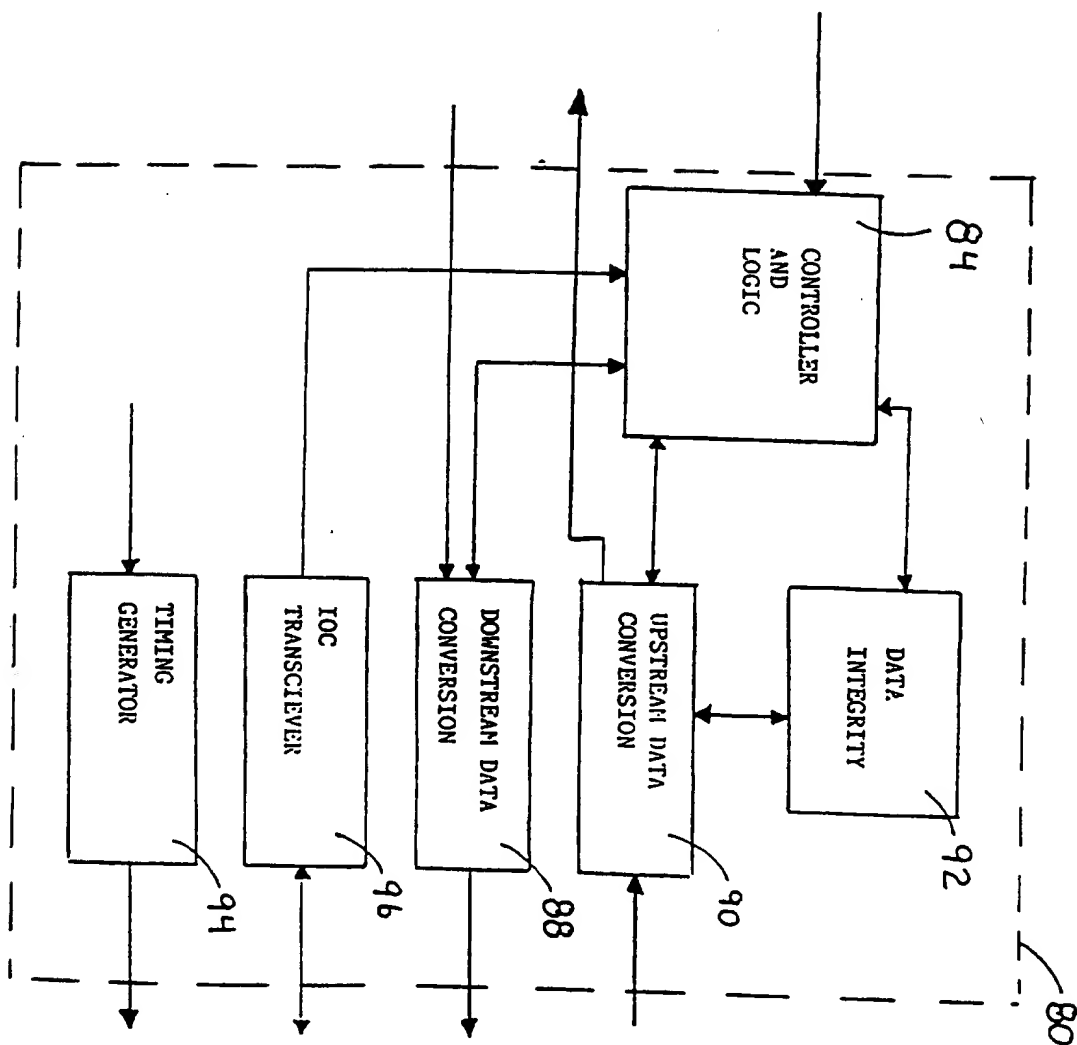 80
84
CONTROLLER
AND
LOGIC
DATA
INTEGRITY
92
UPSTREAM DATA
CONVERSION
90
DOWNSTREAM DATA
CONVERSION
88
IOC
TRANSCIEVER
96
TIMING
GENERATOR
94